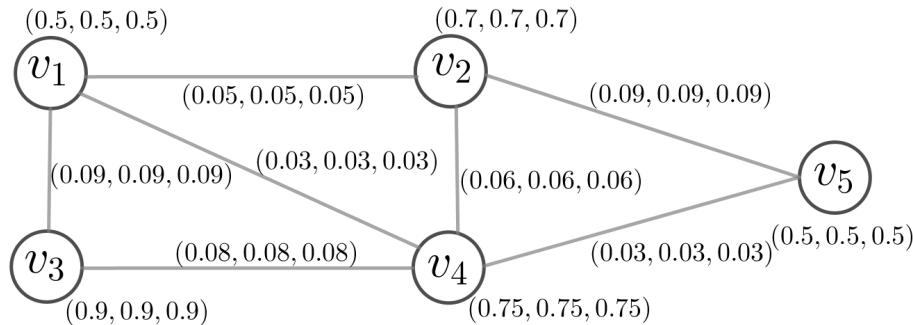 (0.5, 0.5, 0.5)
(0.7, 0.7, 0.7)
v1
v2
(0.05, 0.05, 0.05)
(0.09, 0.09, 0.09)
(0.09, 0.09, 0.09)
(0.03, 0.03, 0.03)
(0.06, 0.06, 0.06)
v5
(0.5, 0.5, 0.5)
(0.08, 0.08, 0.08)
(0.03, 0.03, 0.03)
v3
v4
(0.9, 0.9, 0.9)
(0.75, 0.75, 0.75)